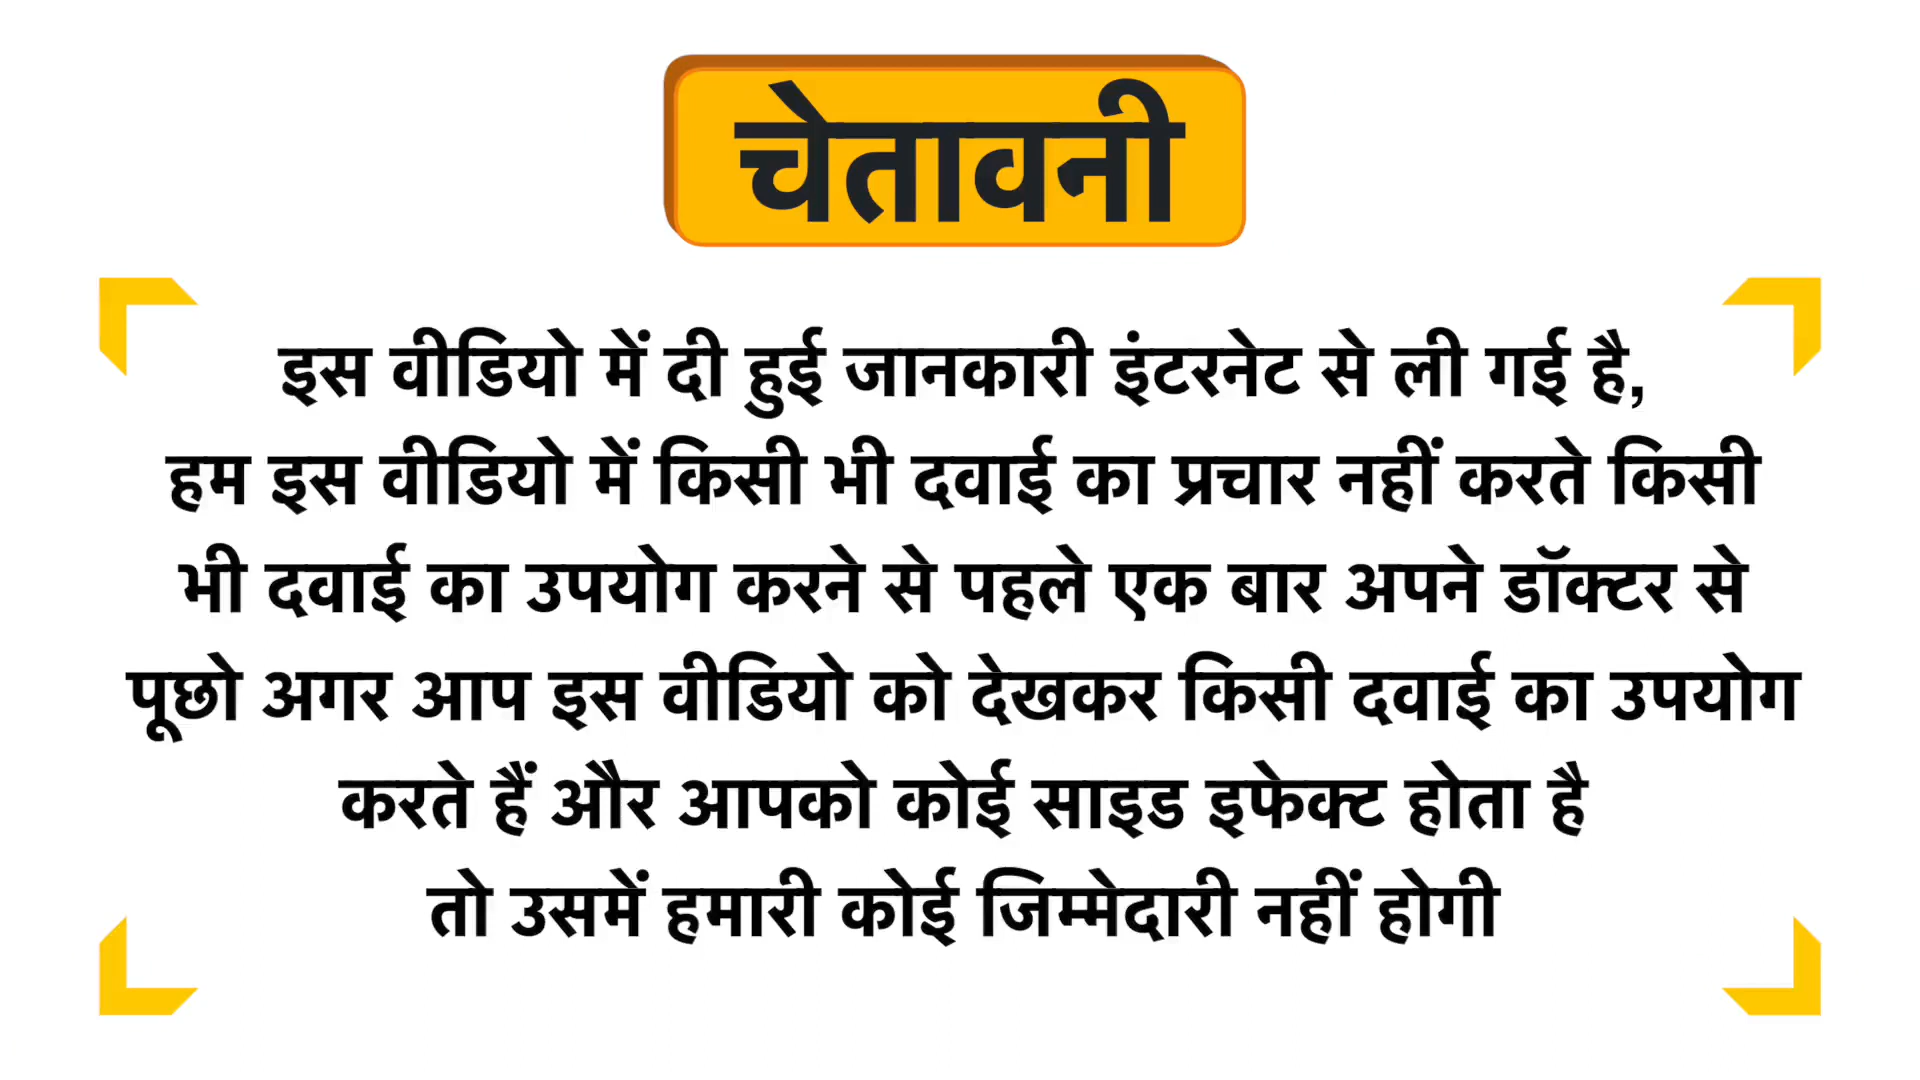 चेतावनी
इस वीडियो में दी हुई जानकारी इंटरनेट से ली गई है,
हम इस वीडियो में किसी भी दवाई का प्रचार नहीं करते किसी
भी दवाई का उपयोग करने से पहले एक बार अपने डॉक्टर से
पूछो अगर आप इस वीडियो को देखकर किसी दवाई का उपयोग
करते हैं और आपको कोई साइड इफेक्ट होता है
तो उसमें हमारी कोई जिम्मेदारी नहीं होगी